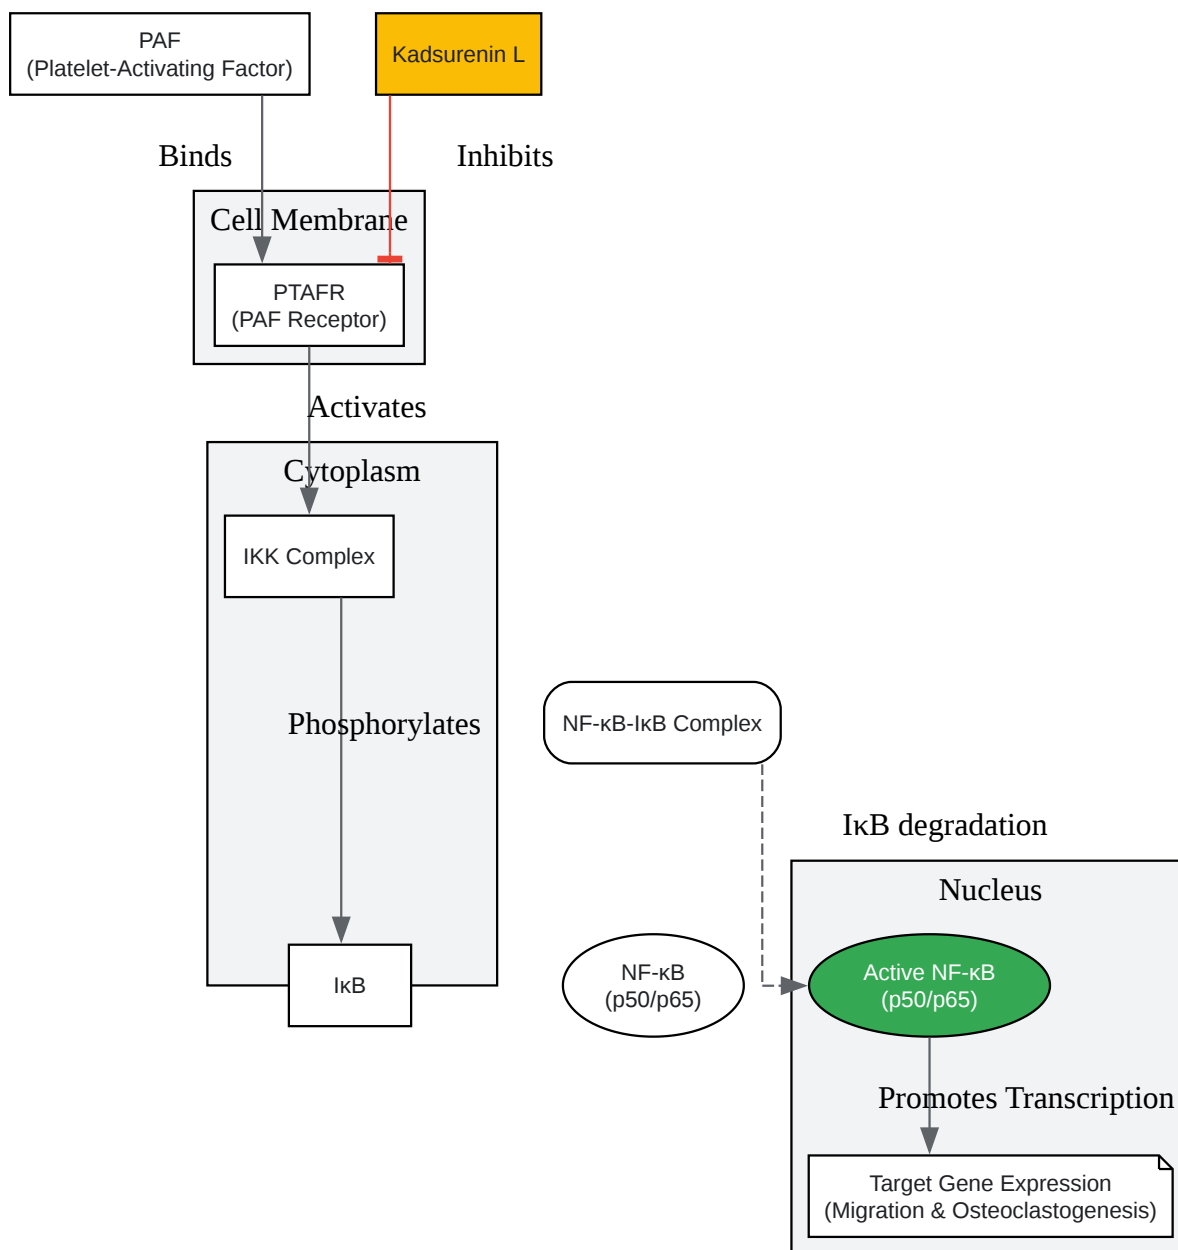 PAF
(Platelet-Activating Factor)
Kadsurenin L
Binds
Inhibits
Cell Membrane
PTAFR
(PAF Receptor)
Activates
Cytoplasm
IKK Complex
Phosphorylates
NF-κB-IκB Complex
IκB degradation
Nucleus
IκB
NF-κB
(p50/p65)
Active NF-κB
(p50/p65)
Promotes Transcription
Target Gene Expression
(Migration & Osteoclastogenesis)